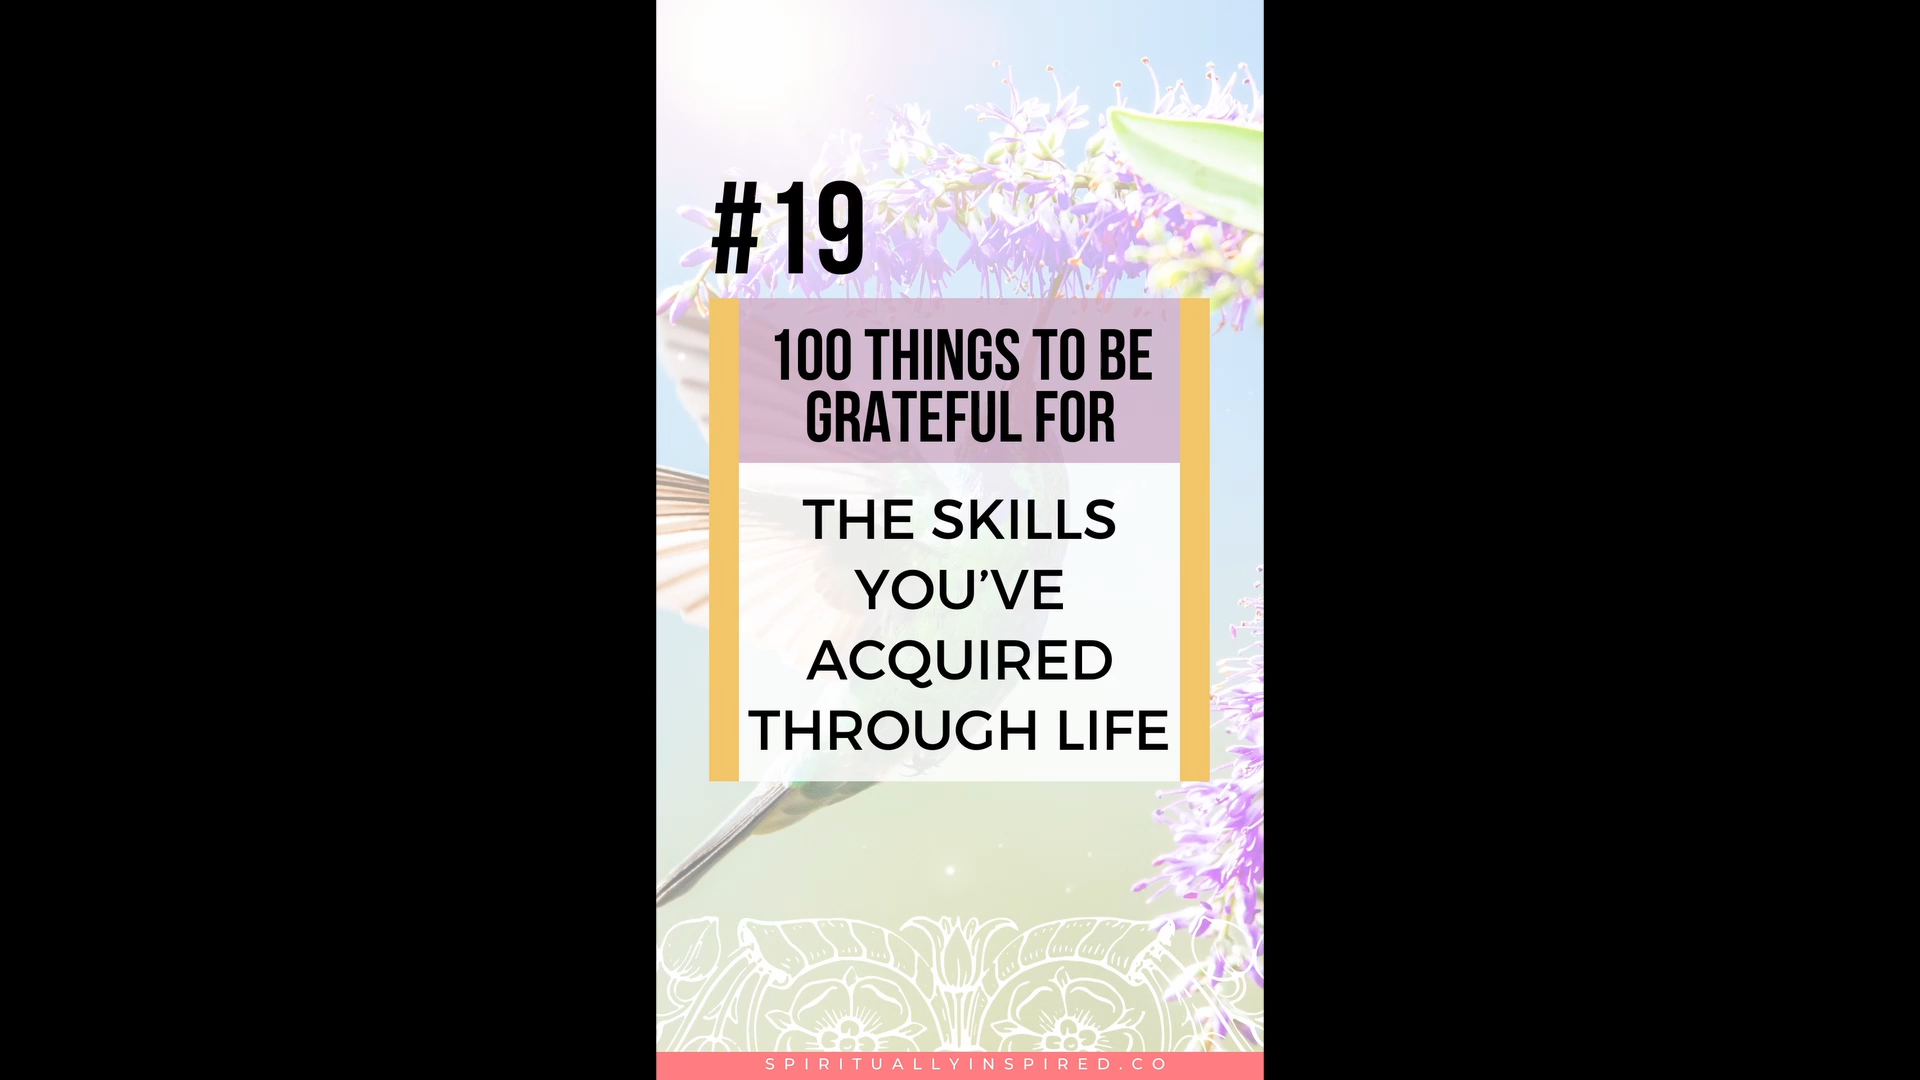 #19
100 THINGS TO BE
GRATEFUL FOR
THE SKILLS
YOU’VE
ACQUIRED
THROUGH LIFE
SPIRITUALLYINSPIRED.CO